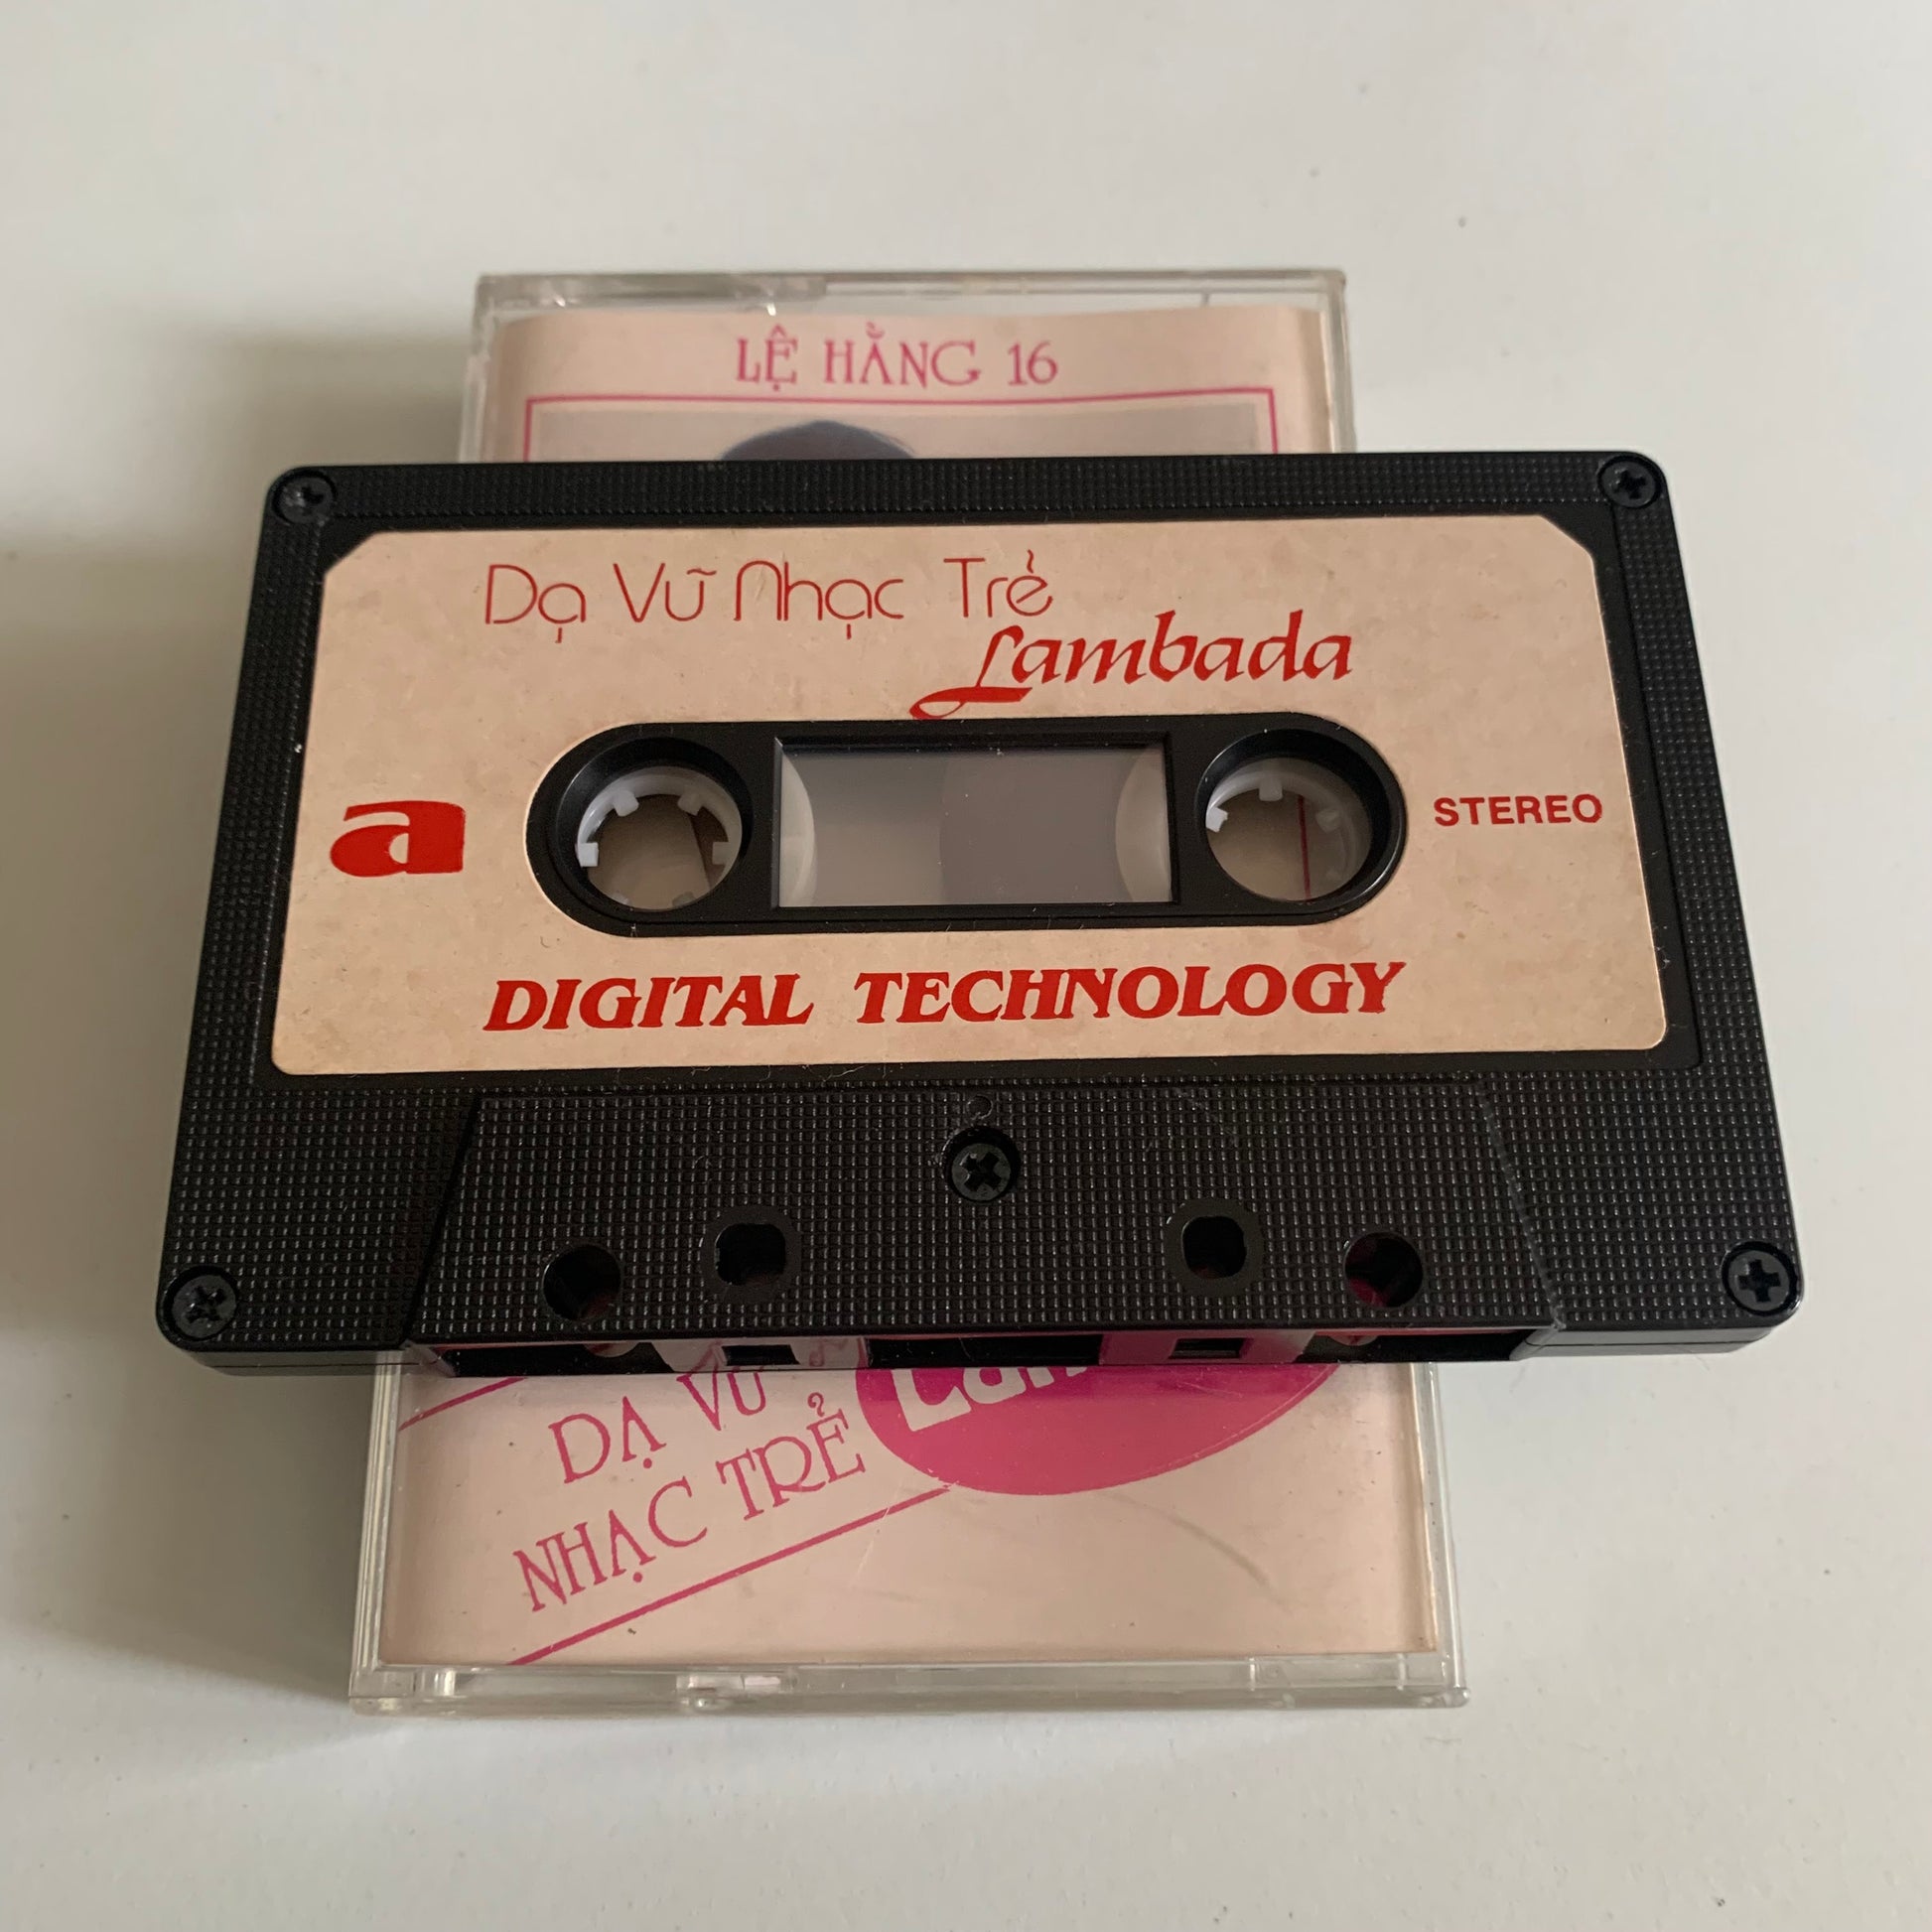 LỆ HẰNG 16
Dạ Vũ Nhạc Trẻ
Lambada
a
STEREO
DIGITAL TECHNOLOGY
DẠ VŨ
NHẠC TRẺ